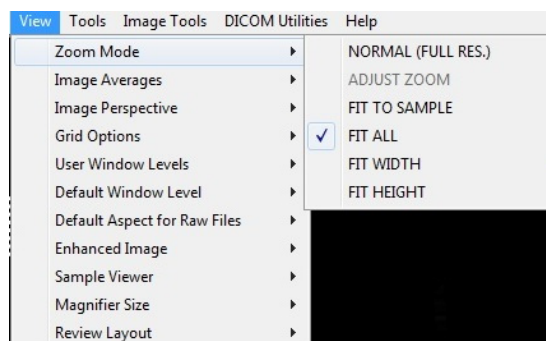 View Tools Image Tools DICOM Utilities Help
Zoom Mode
Image Averages
Image Perspective
Grid Options
User Window Levels
Default Window Level
Default Aspect for Raw Files
Enhanced Image
Sample Viewer
Magnifier Size
Review Layout
NORMAL (FULL RES.)
ADJUST ZOOM
FIT TO SAMPLE
FIT ALL
FIT WIDTH
FIT HEIGHT